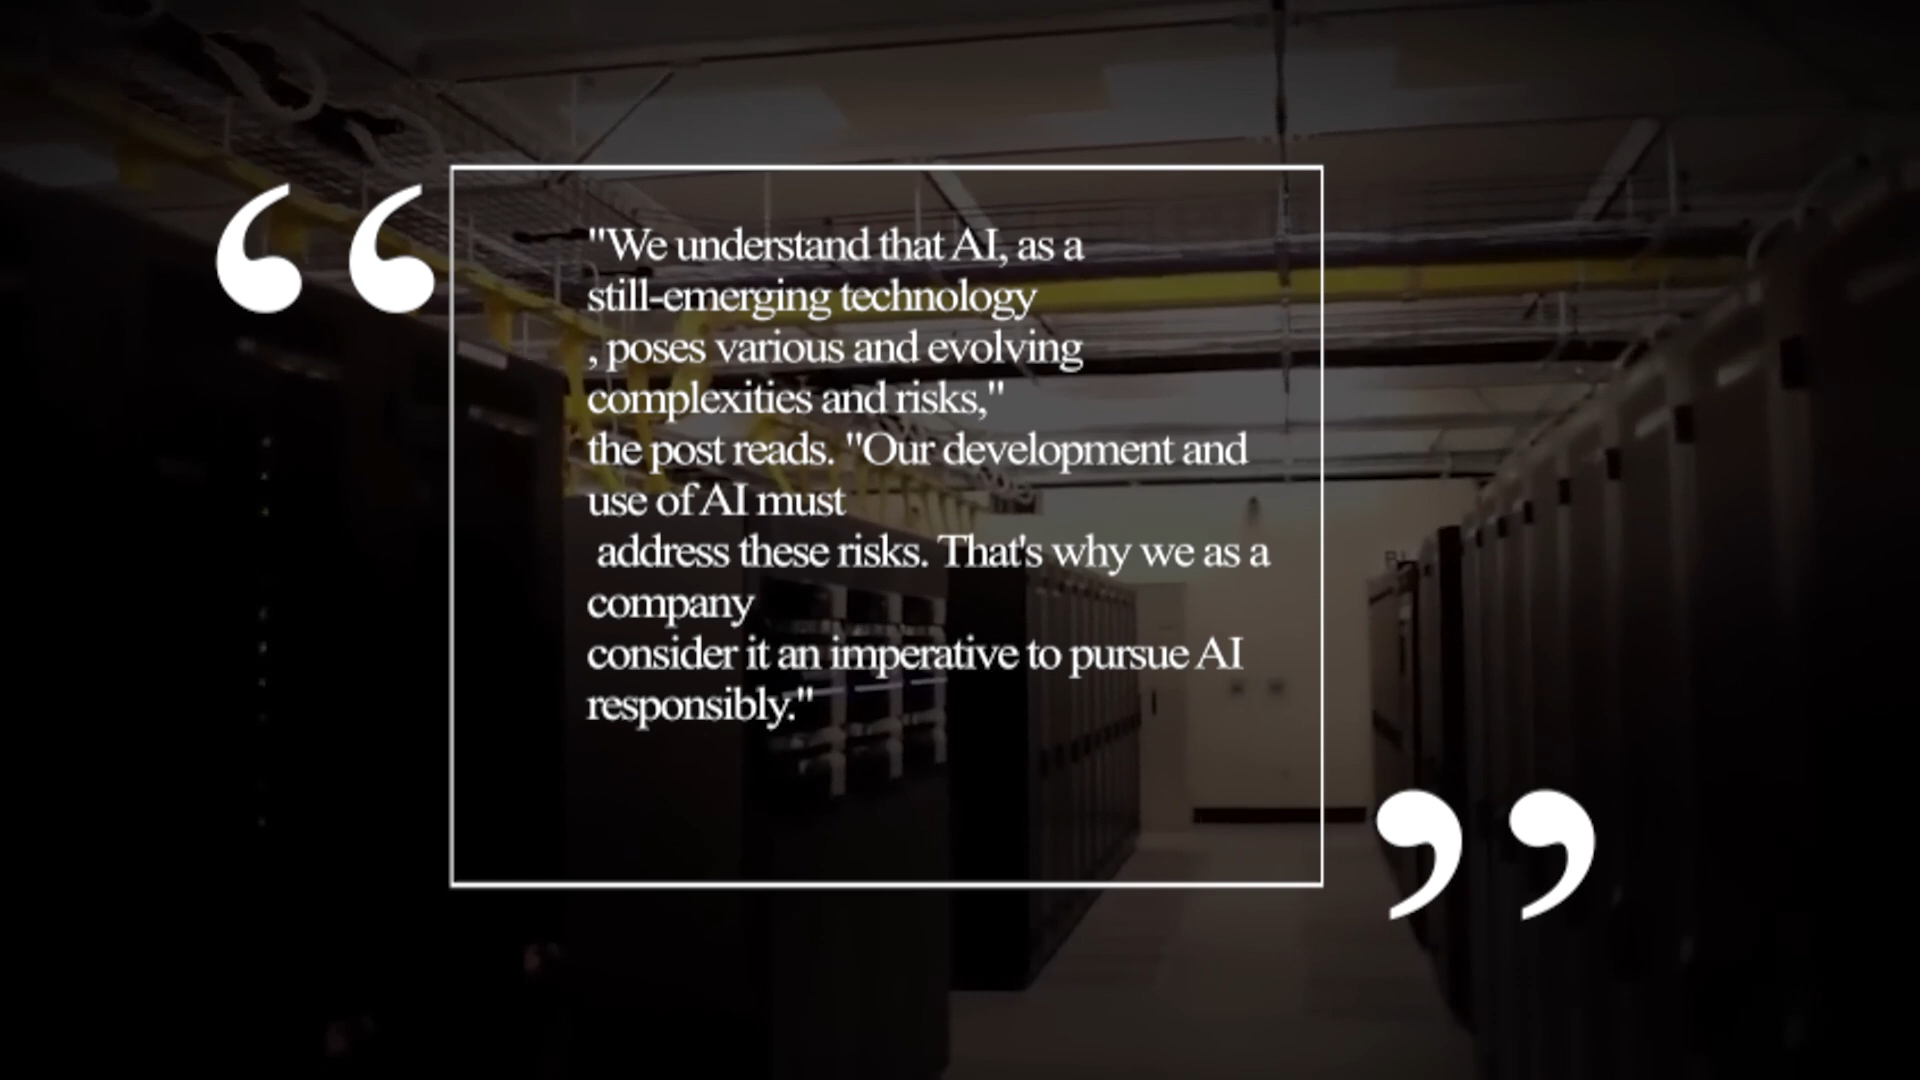 "We understand that AI, as a
still-emerging technology
, poses various and evolving
complexities and risks,"
the post reads. "Our development and
use of AI must
address these risks. That's why we as a
company
consider it an imperative to pursue AI
responsibly."